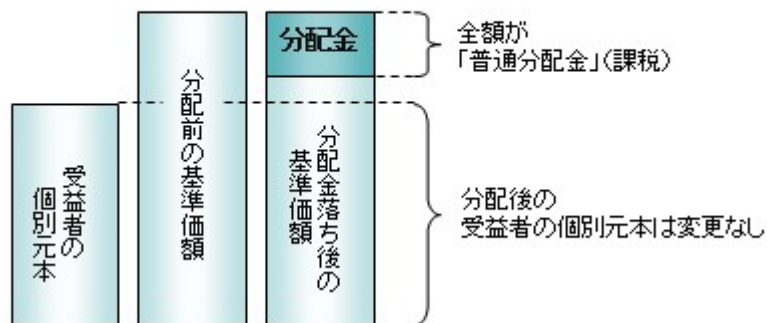 受益者の
個別元本
分配前の基準価額
分配金
分配金落ち後の
基準価額
全額が
「普通分配金」(課税)
分配後の
受益者の個別元本は変更なし